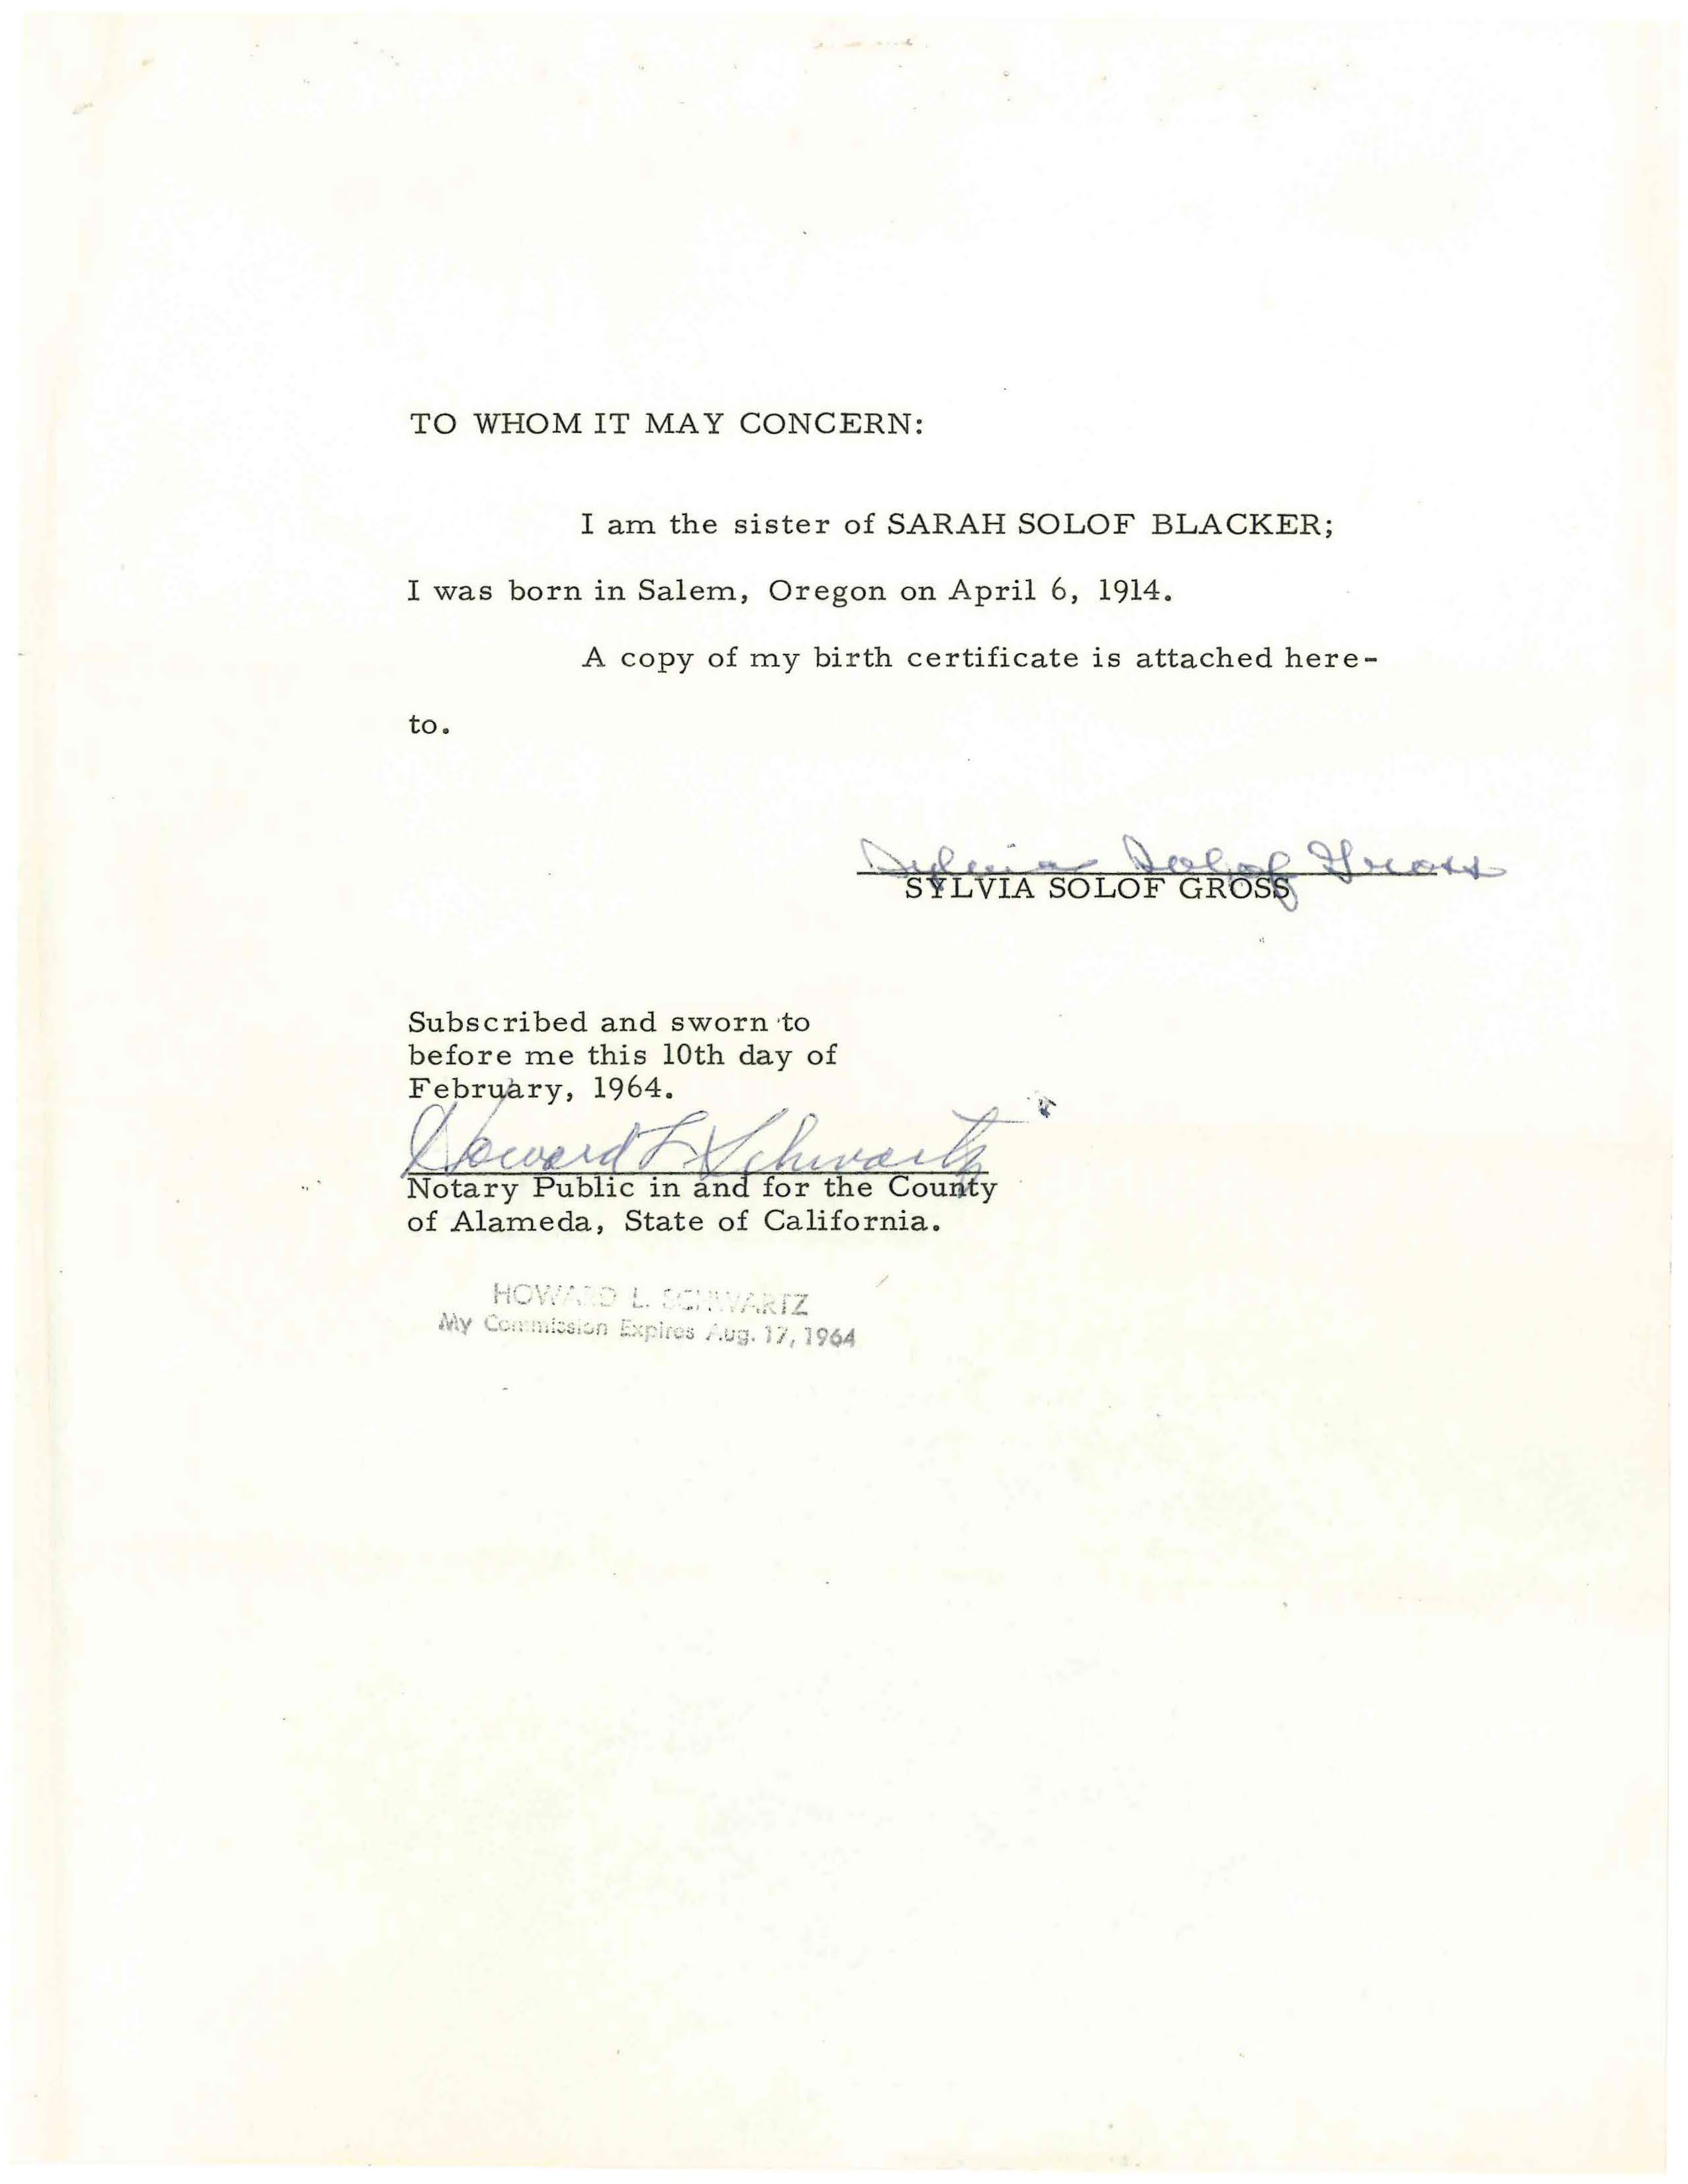 TO WHOM IT MAY CONCERN:
I am the sister of SARAH SOLOF BLACKER;
I was born in Salem, Oregon on April 6, 1914.
A copy of my birth certificate is attached here-
to.
Sylvia Solof Gross
SYLVIA SOLOF GROSS
Subscribed and sworn to
before me this 10th day of
February, 1964.
Howard L Schwartz
Notary Public in and for the County
of Alameda, State of California.
HOWARD L. SCHWARTZ
My Commission Expires Aug. 17, 1964